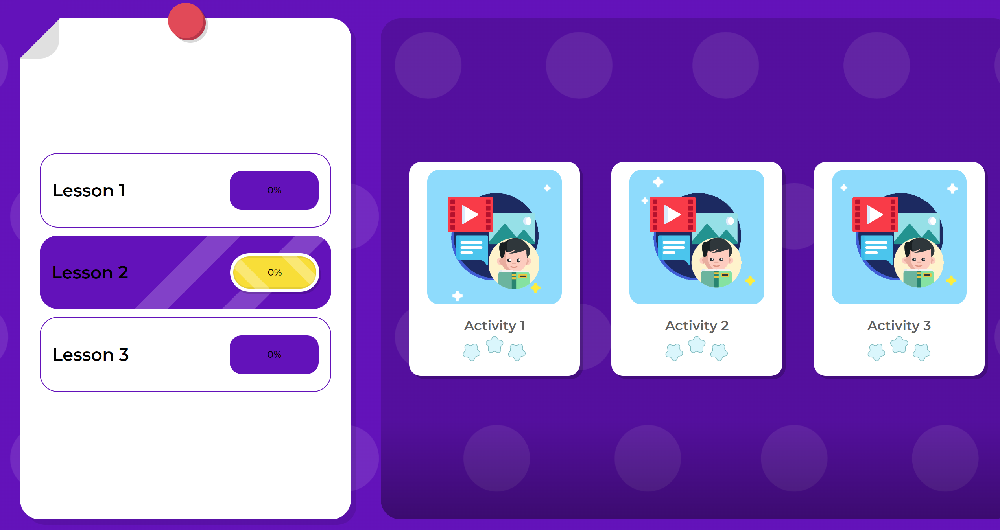 Lesson 1
0%
Lesson 2
0%
Lesson 3
0%
Activity 1
Activity 2
Activity 3